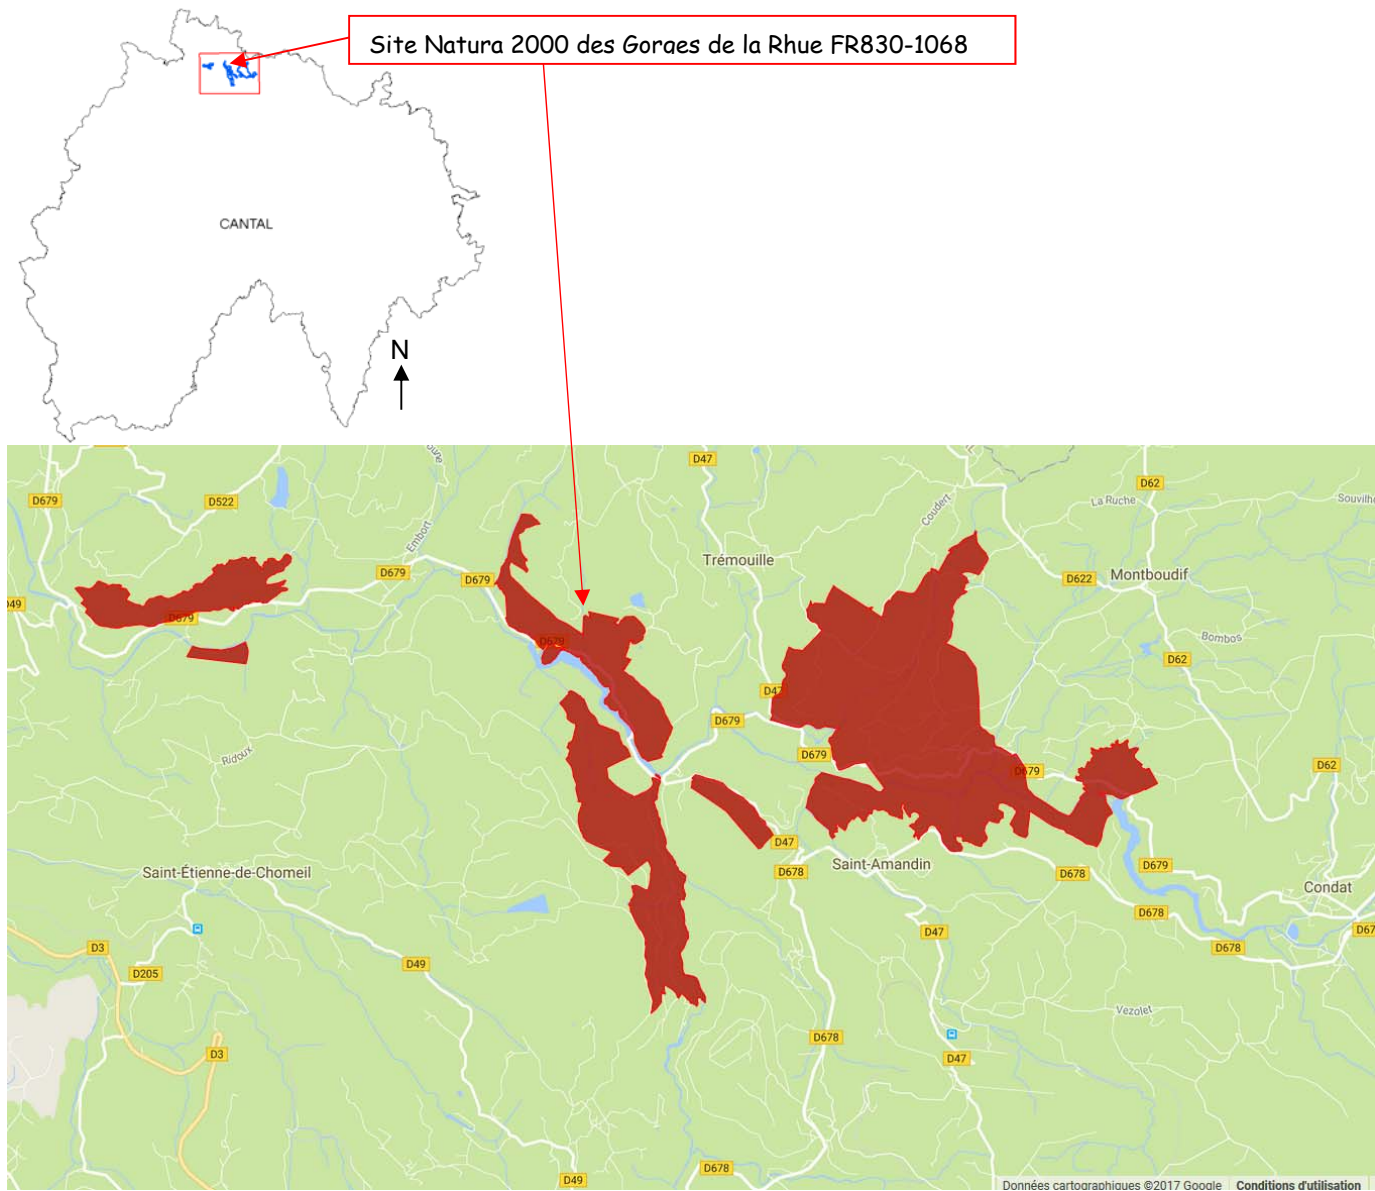 Site Natura 2000 des Gorges de la Rhue FR830-1068
CANTAL
N
D47
D679
D522
D62
La Ruche
Coudert
Embort
Trémouille
D679
D679
D622
Montboudif
D49
D679
D679
Bombos
D62
D47
D679
Ridoux
D679
D679
D62
D47
Saint-Amandin
D678
D678
D679
Saint-Étienne-de-Chomeil
Condat
D678
D47
D678
D3
D49
D205
Vezolet
D678
D3
D47
D678
D49
Données cartographiques ©2017 Google Conditions d'utilisation